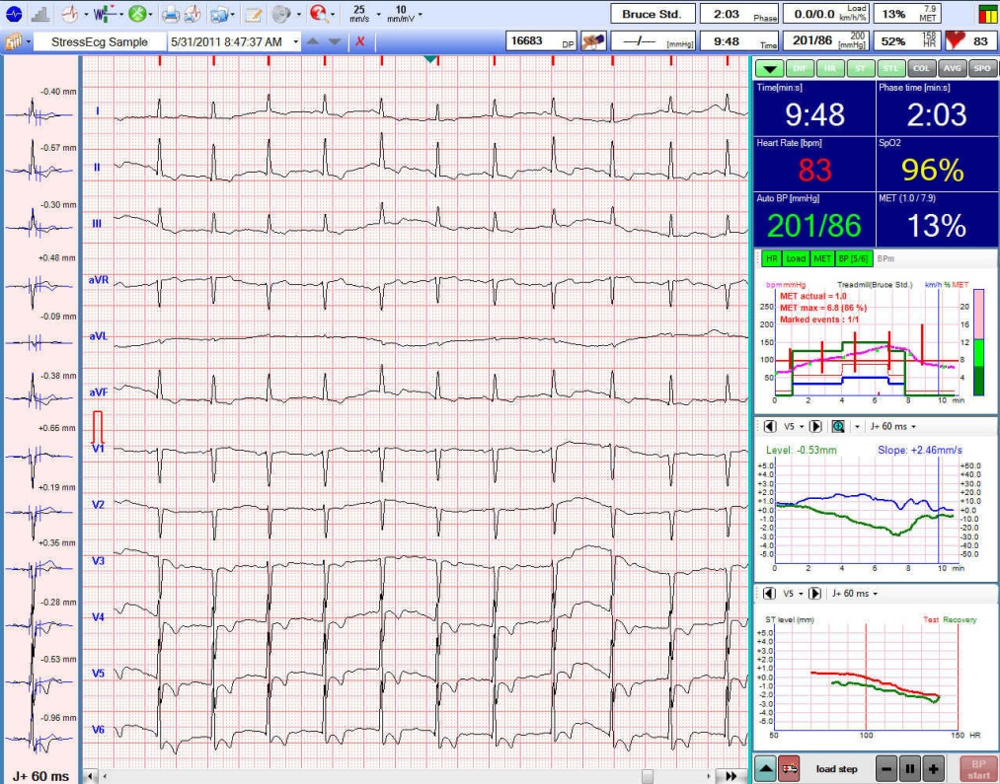 25 mm/s
10 mm/mV
Bruce Std.
2:03 Phase
0.0/0.0 Load km/h/%
13% 7.9 MET
StressEcg Sample
5/31/2011 8:47:37 AM
X
16683 DP
---/--- [mmHg]
9:48 Time
201/86 200 [mmHg]
52% 158 HR
83
INF HR ST STL COL AVG SPO
Time[min:s] Phase time [min:s]
9:48 2:03
Heart Rate [bpm] SpO2
83 96%
Auto BP [mmHg] MET (1.0 / 7.9)
201/86 13%
HR Load MET BP [5/6] BPm
bpm mmHg Treadmill(Bruce Std.) km/h % MET
MET actual = 1.0
MET max = 6.8 (86 %)
Marked events : 1/1
250 20
200 16
150 12
100 8
50 4
0 2 4 6 8 10 min
V5 J+ 60 ms
Level: -0.53mm Slope: +2.46mm/s
+5.0 +50.0
+4.0 +40.0
+3.0 +30.0
+2.0 +20.0
+1.0 +10.0
+0.0 +0.0
-1.0 -10.0
-2.0 -20.0
-3.0 -30.0
-4.0 -40.0
-5.0 -50.0
0 2 4 6 8 10 min
V5 J+ 60 ms
ST level (mm) Test Recovery
+5.0
+4.0
+3.0
+2.0
+1.0
+0.0
-1.0
-2.0
-3.0
-4.0
-5.0
50 100 150 HR
load step
BP start
-0.40 mm
I
-0.67 mm
II
-0.30 mm
III
+0.48 mm
aVR
-0.09 mm
aVL
-0.38 mm
aVF
+0.65 mm
V1
+0.19 mm
V2
+0.35 mm
V3
-0.28 mm
V4
-0.53 mm
V5
-0.96 mm
V6
J+ 60 ms